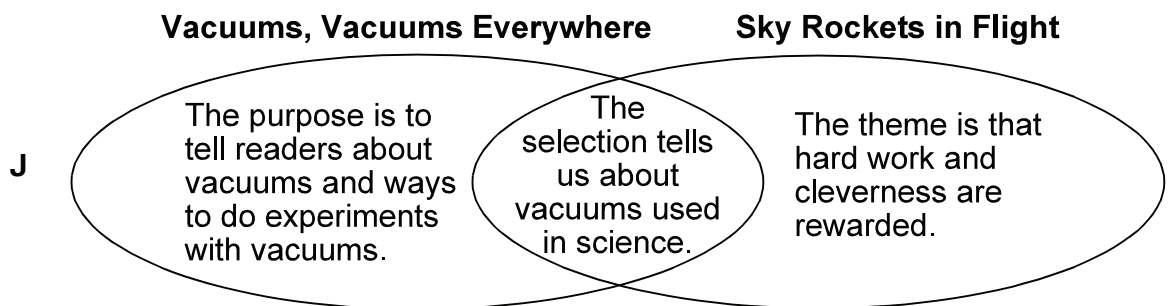 Vacuums, Vacuums Everywhere
Sky Rockets in Flight
J
The purpose is to
tell readers about
vacuums and ways
to do experiments
with vacuums.
The
selection tells
us about
vacuums used
in science.
The theme is that
hard work and
cleverness are
rewarded.